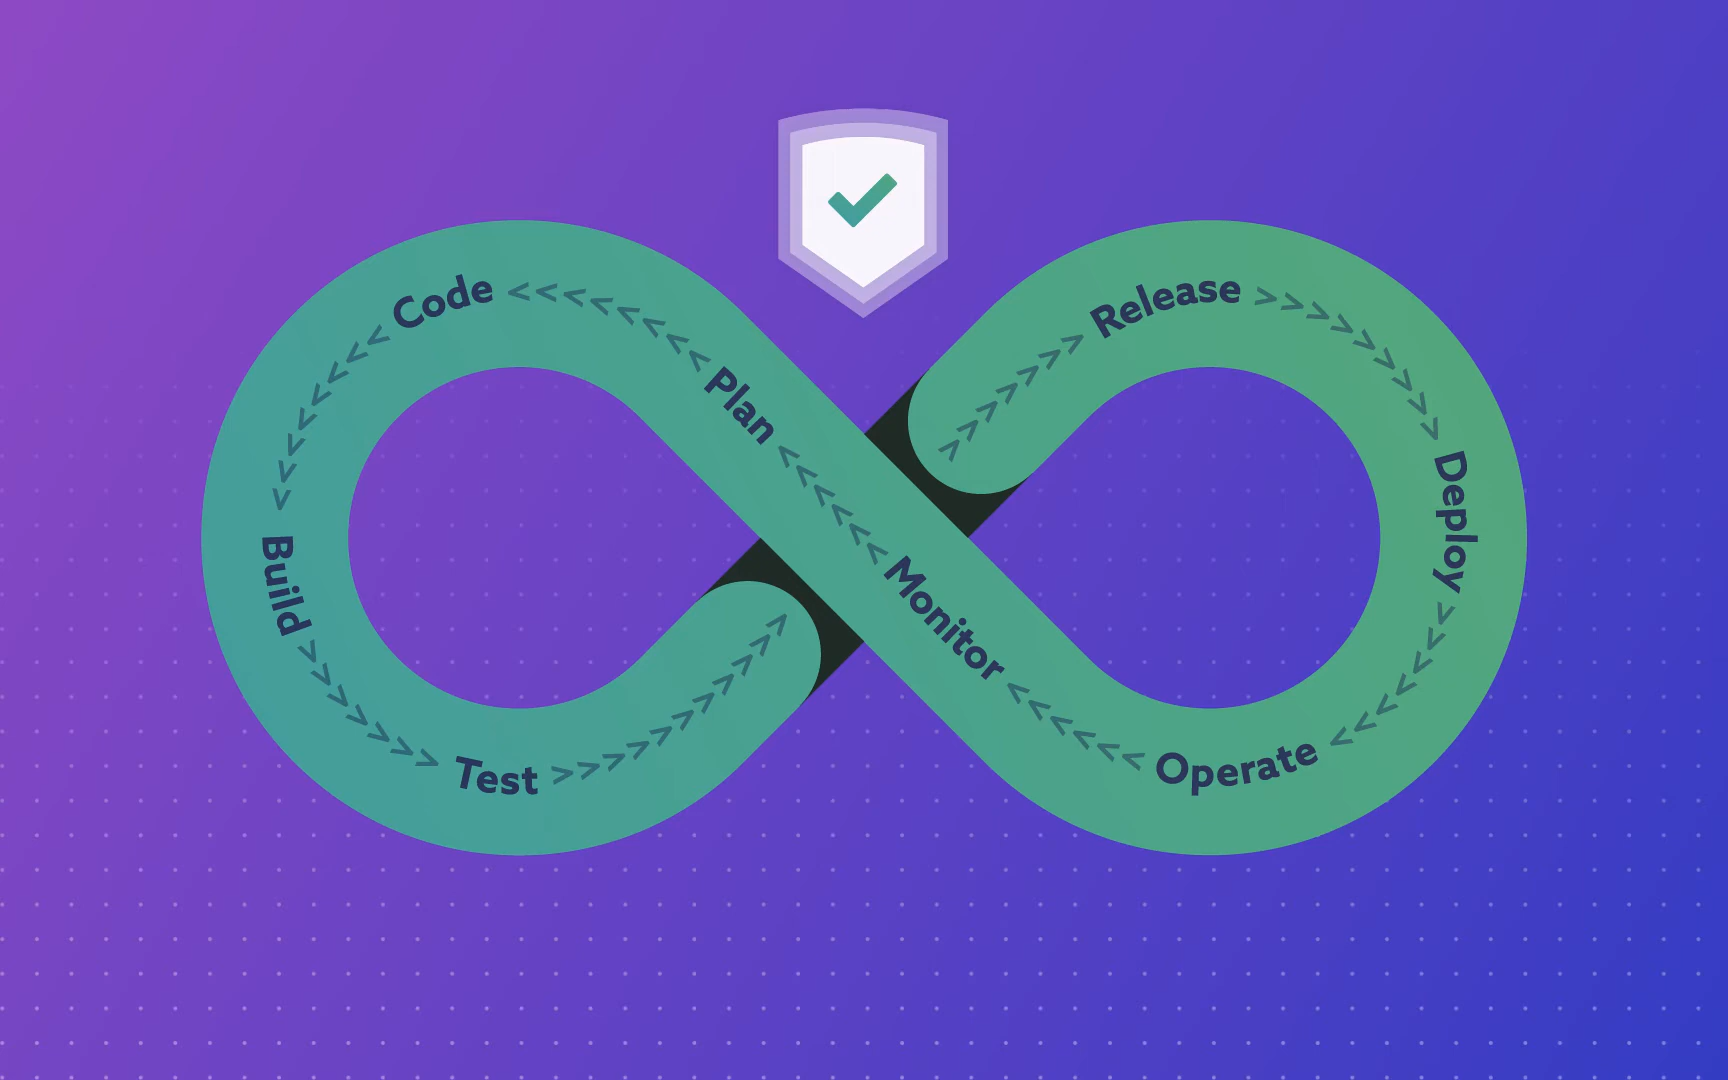 Plan
Code
Build
Test
Release
Deploy
Operate
Monitor